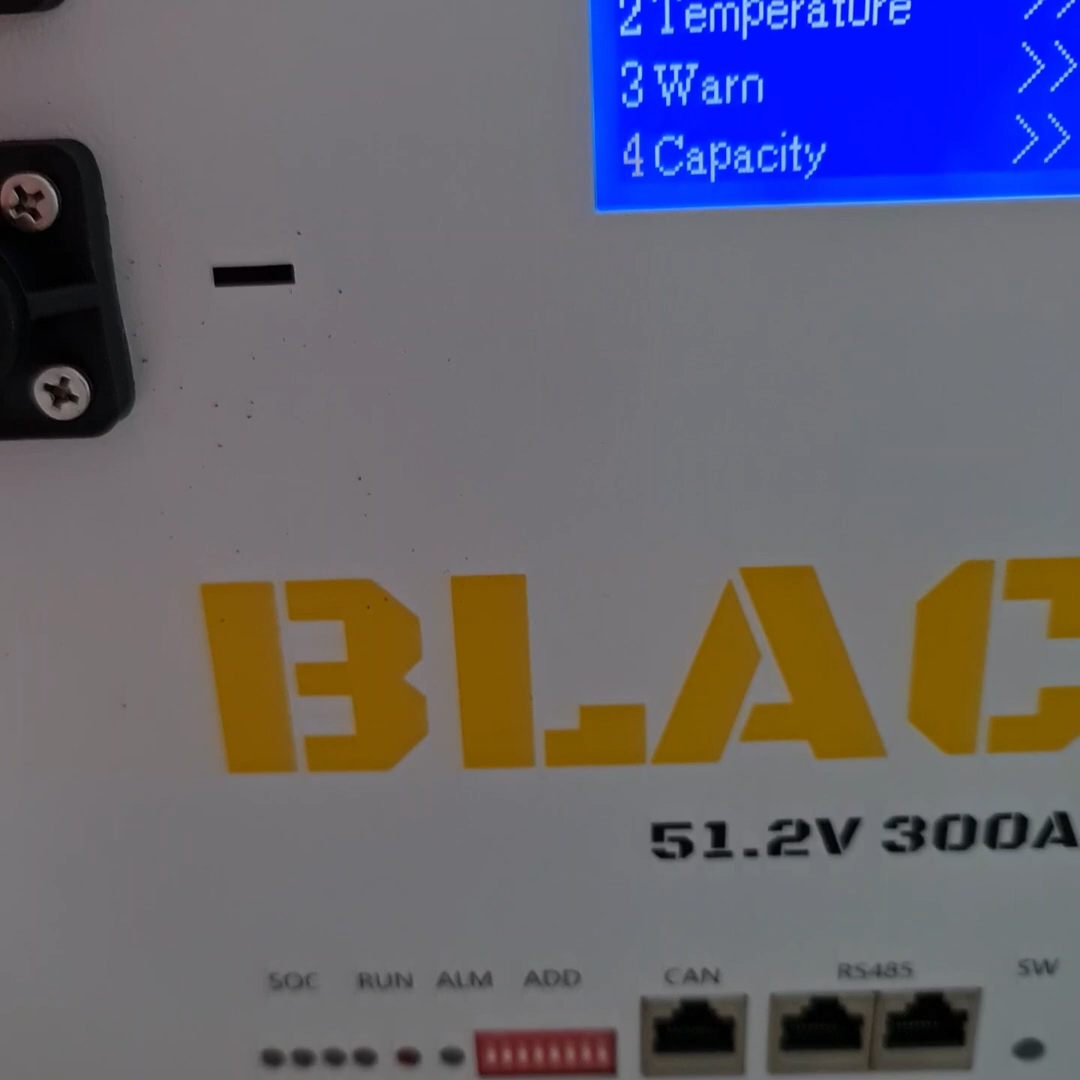 2 Temperature >>
3 Warn >>
4 Capacity >>
BLAC
51.2V 300A
SOC RUN ALM ADD CAN RS485 SW